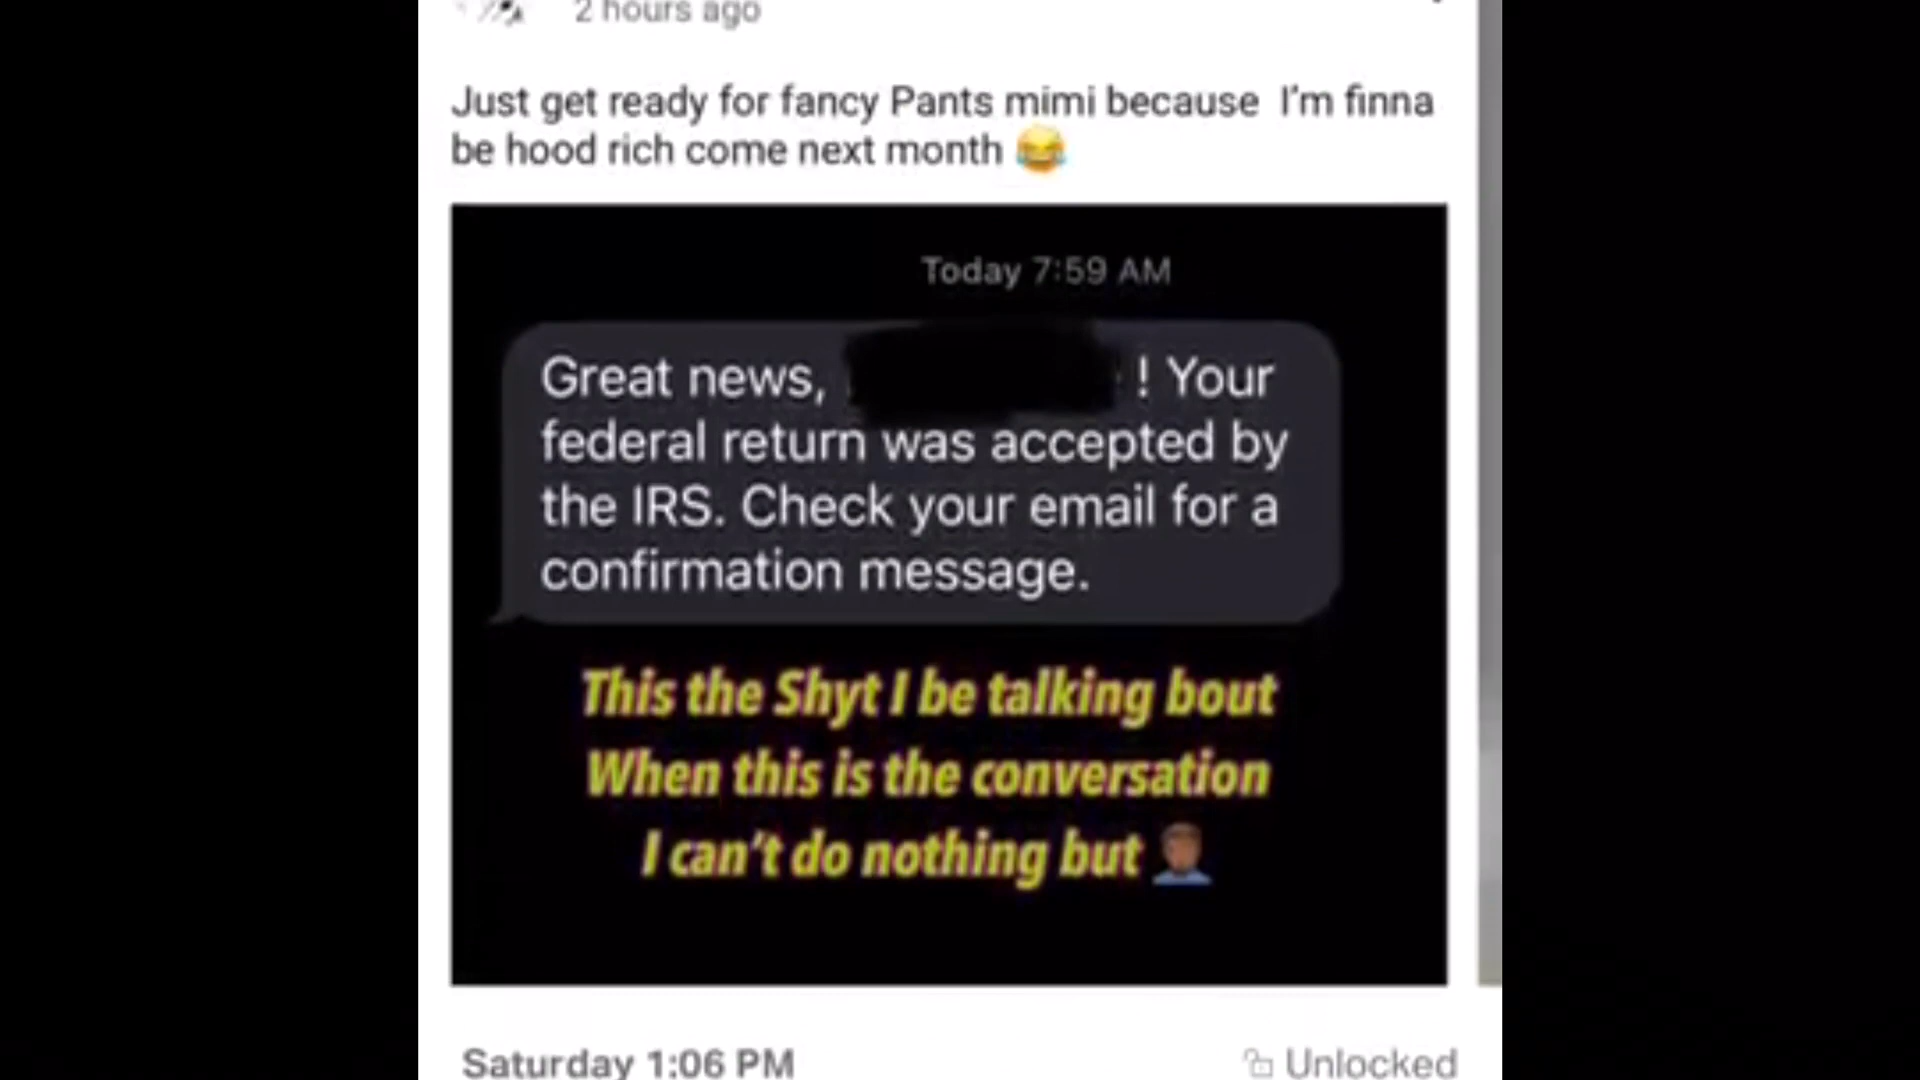 2 hours ago
Just get ready for fancy Pants mimi because I'm finna
be hood rich come next month 😂
Today 7:59 AM
Great news, ! Your
federal return was accepted by
the IRS. Check your email for a
confirmation message.
This the Shyt I be talking bout
When this is the conversation
I can't do nothing but
Saturday 1:06 PM
Unlocked